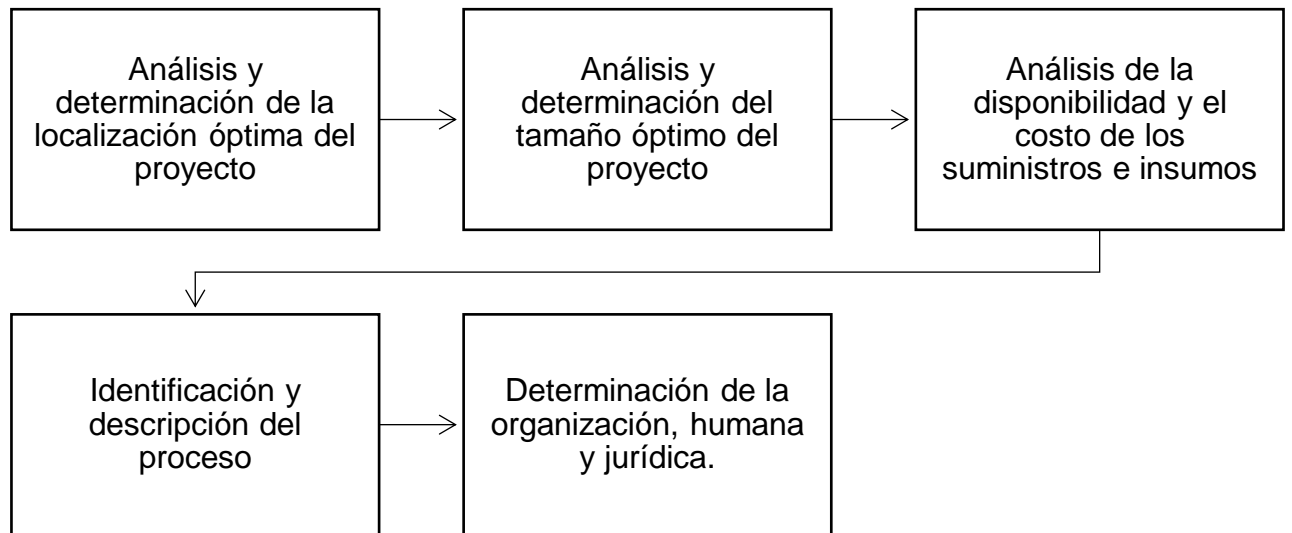 Análisis y
determinación de la
localización óptima del
proyecto
Análisis y
determinación del
tamaño óptimo del
proyecto
Análisis de la
disponibilidad y el
costo de los
suministros e insumos
Identificación y
descripción del
proceso
Determinación de la
organización, humana
y jurídica.